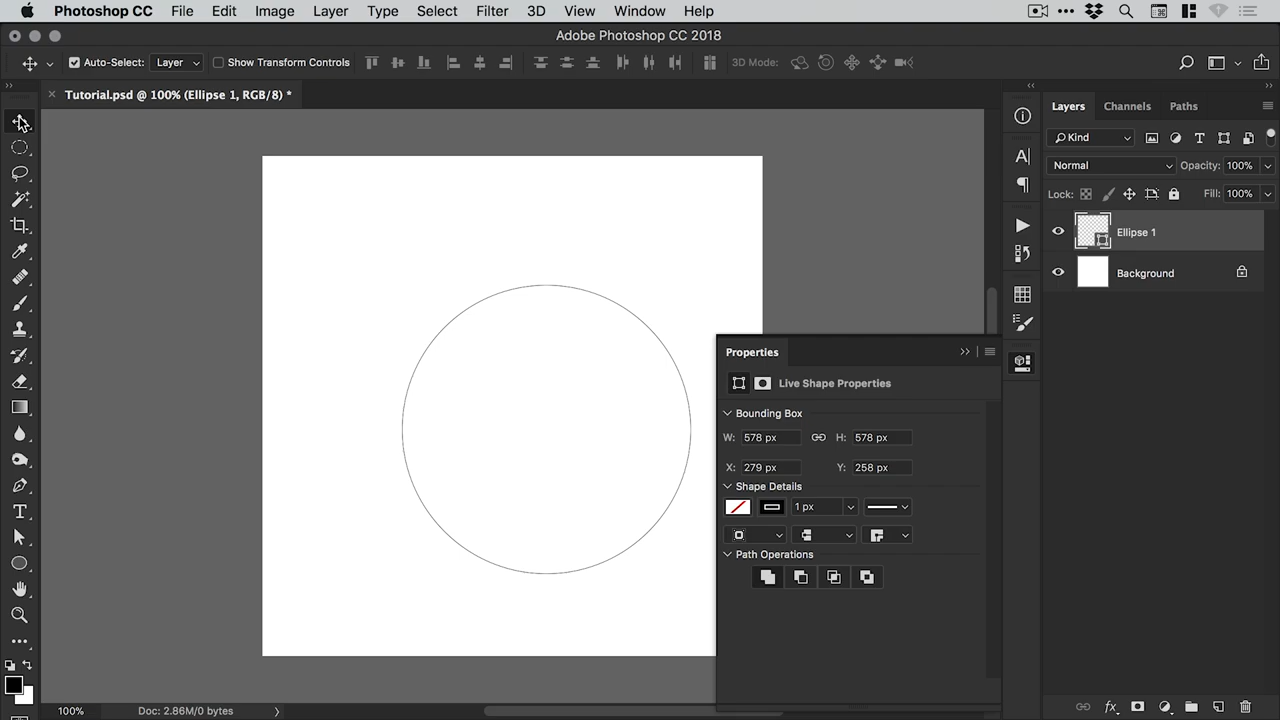 Photoshop CC File Edit Image Layer Type Select Filter 3D View Window Help
Adobe Photoshop CC 2018
Auto-Select: Layer Show Transform Controls 3D Mode:
Tutorial.psd @ 100% (Ellipse 1, RGB/8) *
Layers Channels Paths
Kind
Normal Opacity: 100%
Lock: Fill: 100%
Ellipse 1
Background
Properties
Live Shape Properties
Bounding Box
W: 578 px H: 578 px
X: 279 px Y: 258 px
Shape Details
1 px
Path Operations
100% Doc: 2.86M/0 bytes